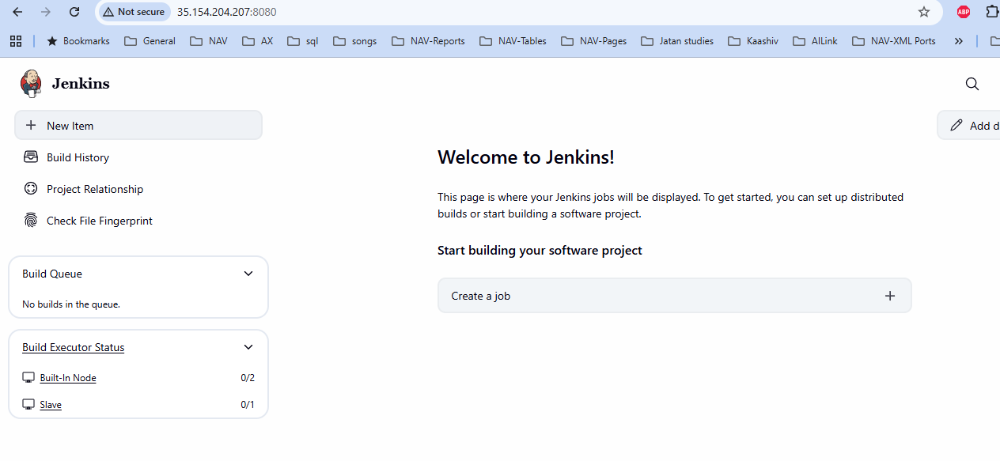 Not secure 35.154.204.207:8080
ABP
Bookmarks General NAV AX sql songs NAV-Reports NAV-Tables NAV-Pages Jatan studies Kaashiv AILink NAV-XML Ports »
Jenkins
New Item
Add d
Build History
Project Relationship
Check File Fingerprint
Welcome to Jenkins!
This page is where your Jenkins jobs will be displayed. To get started, you can set up distributed
builds or start building a software project.
Start building your software project
Create a job
Build Queue
No builds in the queue.
Build Executor Status
Built-In Node 0/2
Slave 0/1